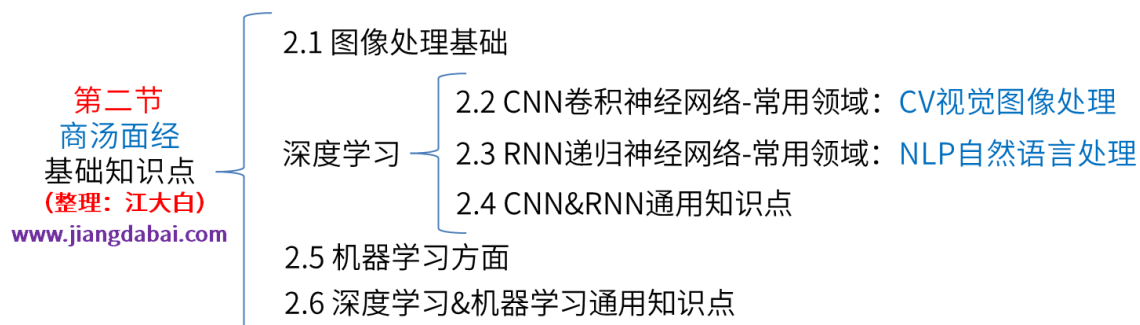 第二节
商汤面经
基础知识点
（整理：江大白）
www.jiangdabai.com
2.1 图像处理基础
深度学习
2.2 CNN卷积神经网络-常用领域：CV视觉图像处理
2.3 RNN递归神经网络-常用领域：NLP自然语言处理
2.4 CNN&RNN通用知识点
2.5 机器学习方面
2.6 深度学习&机器学习通用知识点